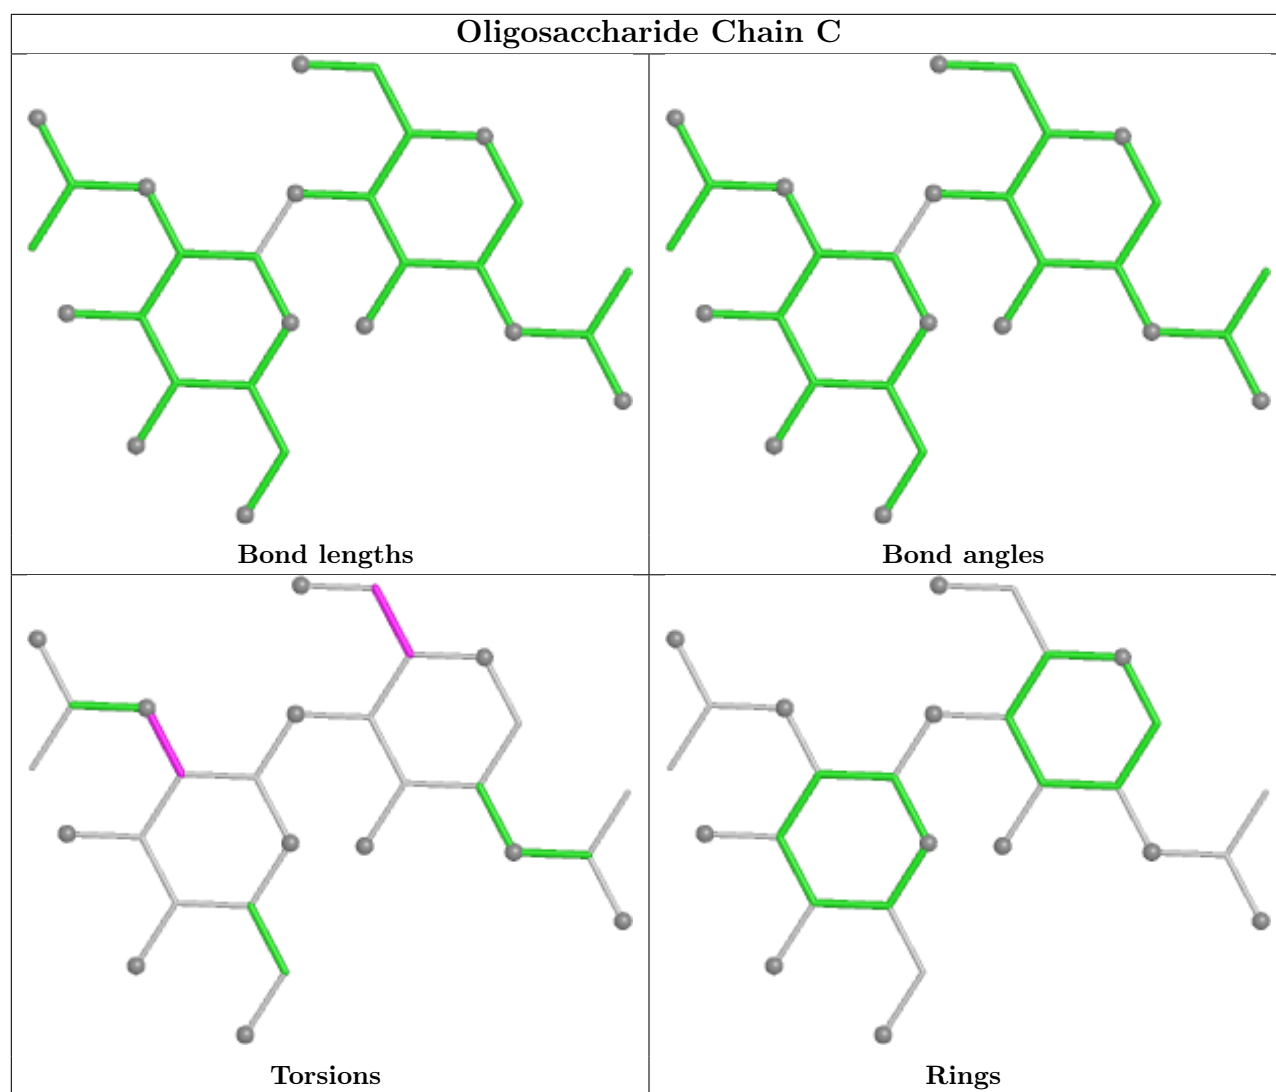 Oligosaccharide Chain C
Bond lengths
Bond angles
Torsions
Rings